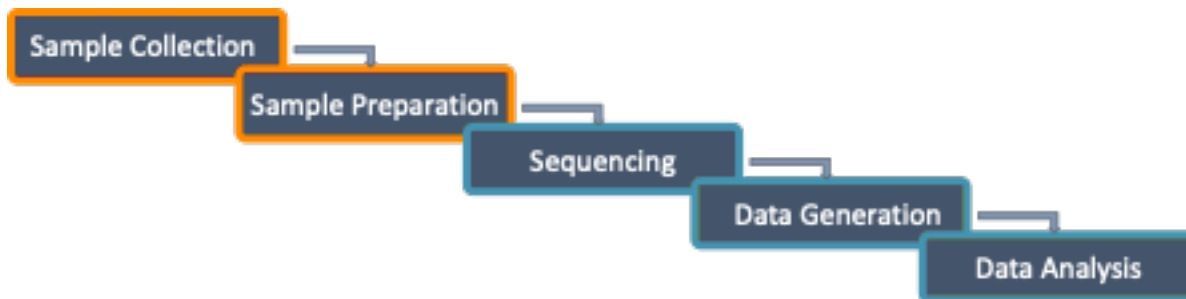 Sample Collection
Sample Preparation
Sequencing
Data Generation
Data Analysis